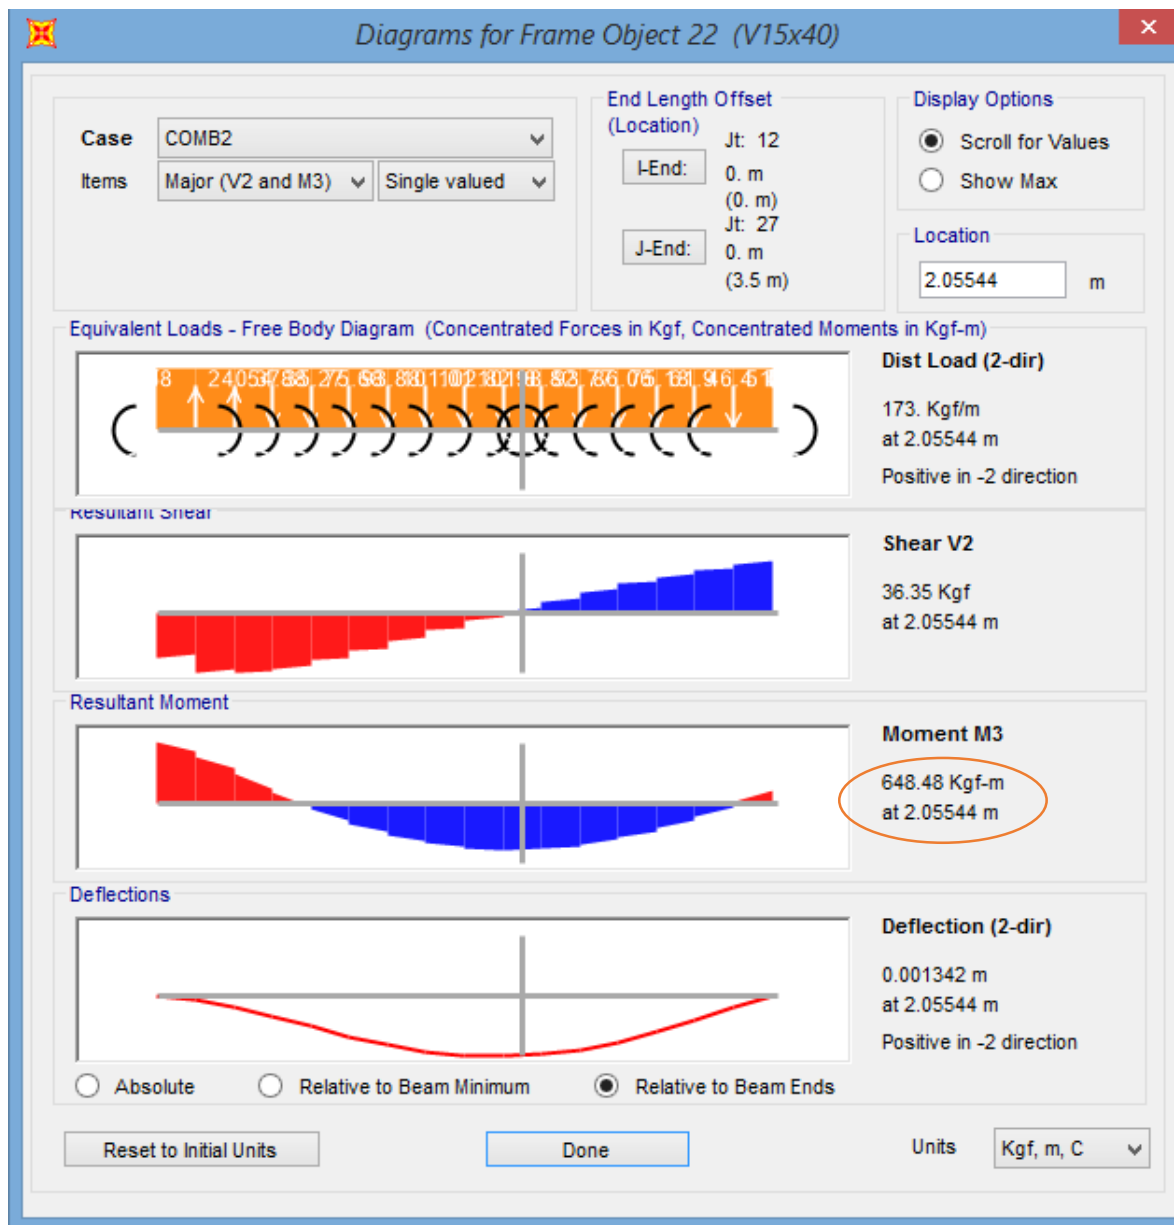 Diagrams for Frame Object 22 (V15x40)
Case COMB2
Items Major (V2 and M3) Single valued
End Length Offset
(Location)
Jt: 12
I-End: 0. m
(0. m)
Jt: 27
J-End: 0. m
(3.5 m)
Display Options
Scroll for Values
Show Max
Location
2.05544 m
Equivalent Loads - Free Body Diagram (Concentrated Forces in Kgf, Concentrated Moments in Kgf-m)
Dist Load (2-dir)
173. Kgf/m
at 2.05544 m
Positive in -2 direction
Resultant Shear
Shear V2
36.35 Kgf
at 2.05544 m
Resultant Moment
Moment M3
648.48 Kgf-m
at 2.05544 m
Deflections
Deflection (2-dir)
0.001342 m
at 2.05544 m
Positive in -2 direction
Absolute Relative to Beam Minimum Relative to Beam Ends
Reset to Initial Units Done Units Kgf, m, C